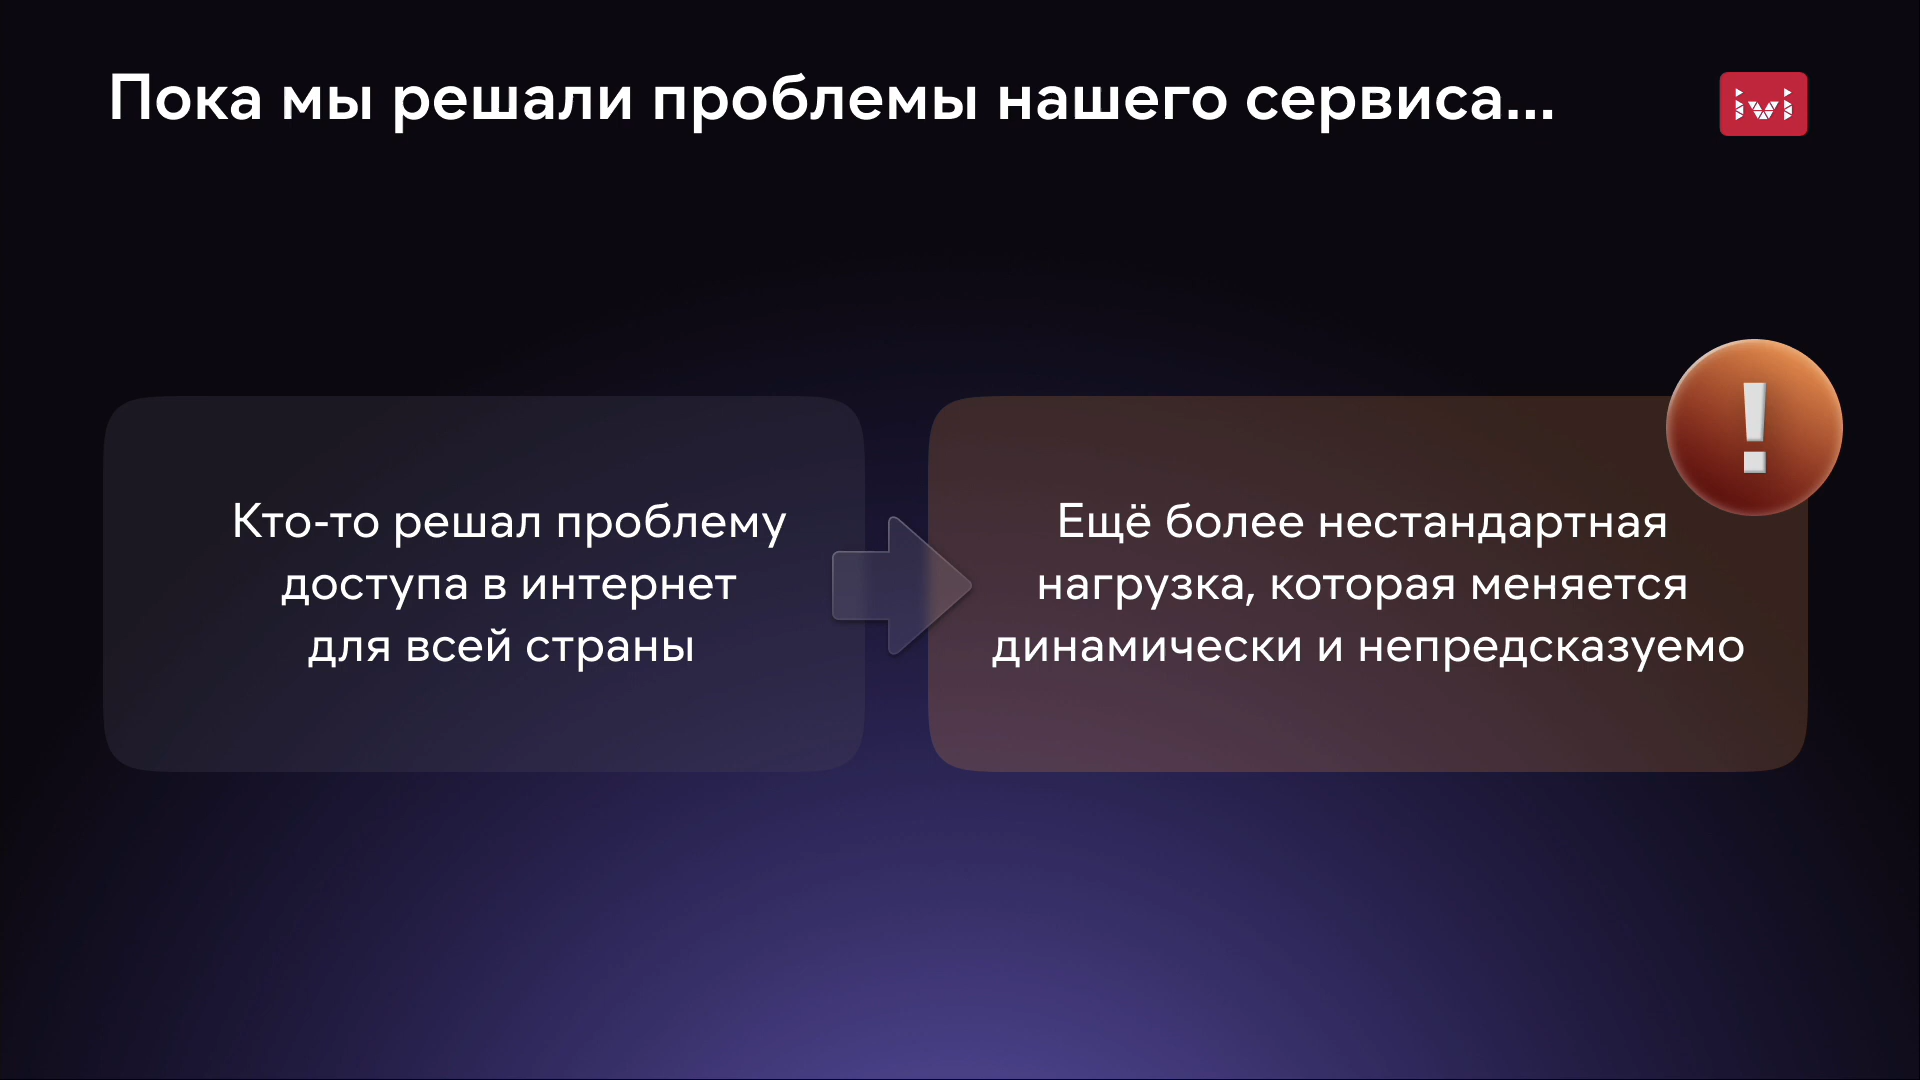 Пока мы решали проблемы нашего сервиса...
ivi
Кто-то решал проблему
доступа в интернет
для всей страны
Ещё более нестандартная
нагрузка, которая меняется
динамически и непредсказуемо
!